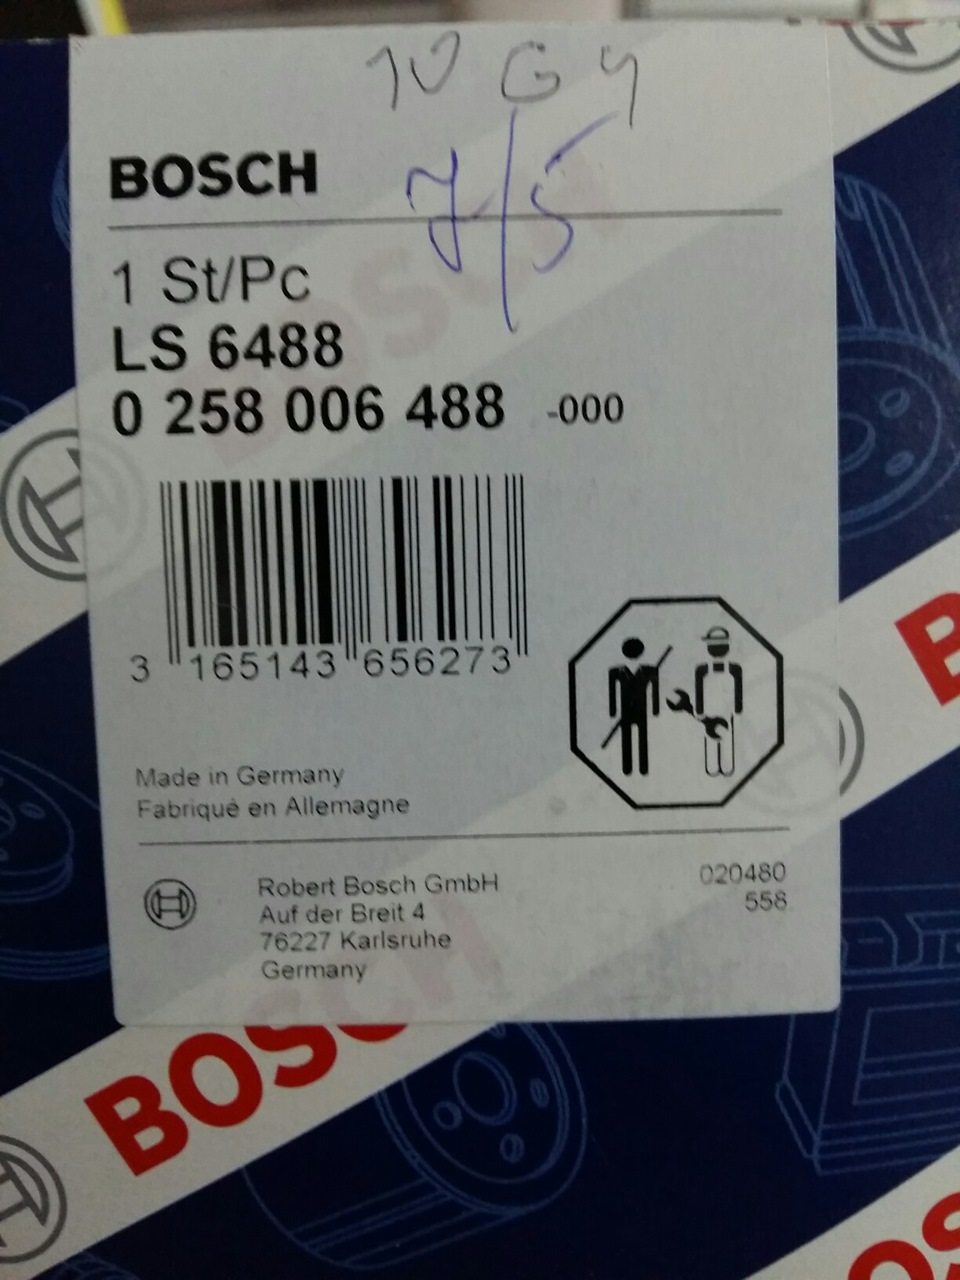 10 G 4
7/5
BOSCH
1 St/Pc
LS 6488
0 258 006 488 -000
3 165143 656273
Made in Germany
Fabriqué en Allemagne
Robert Bosch GmbH
Auf der Breit 4
76227 Karlsruhe
Germany
020480
558
BOSCH